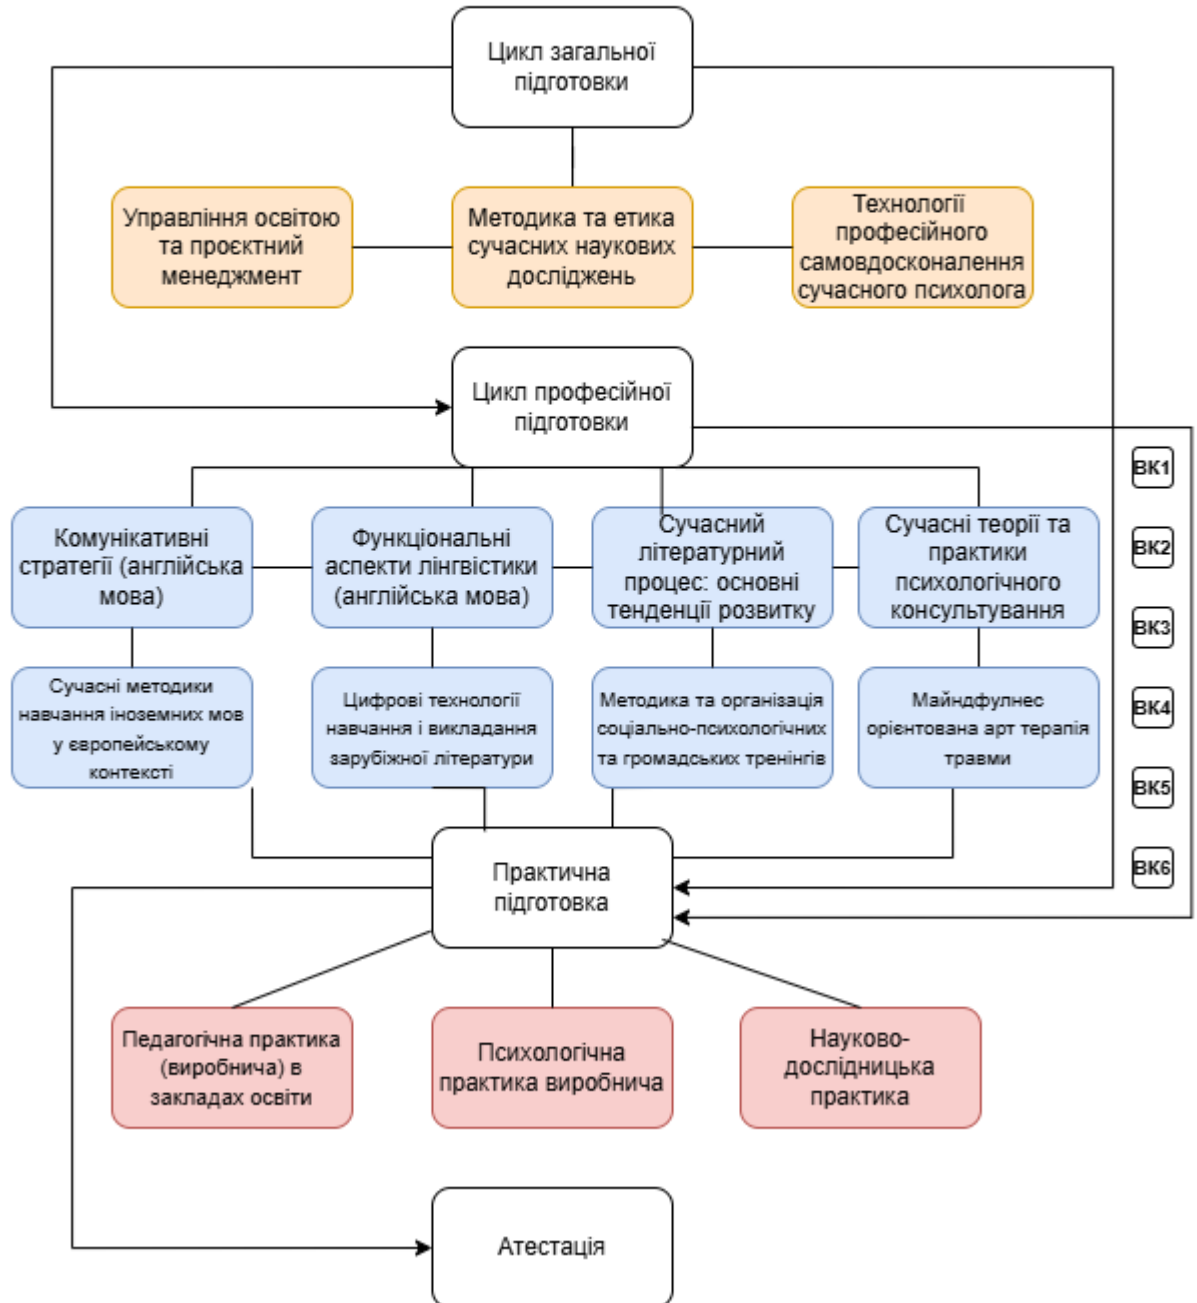 Цикл загальної
підготовки
Управління освітою
та проєктний
менеджмент
Методика та етика
сучасних наукових
досліджень
Технології
професійного
самовдосконалення
сучасного психолога
Цикл професійної
підготовки
ВК1
Комунікативні
стратегії (англійська
мова)
Функціональні
аспекти лінгвістики
(англійська мова)
Сучасний
літературний
процес: основні
тенденції розвитку
Сучасні теорії та
практики
психологічного
консультування
ВК2
ВК3
Сучасні методики
навчання іноземних мов
у європейському
контексті
Цифрові технології
навчання і викладання
зарубіжної літератури
Методика та організація
соціально-психологічних
та громадських тренінгів
Майндфулнес
орієнтована арт терапія
травми
ВК4
ВК5
ВК6
Практична
підготовка
Педагогічна практика
(виробнича) в
закладах освіти
Психологічна
практика виробнича
Науково-
дослідницька
практика
Атестація